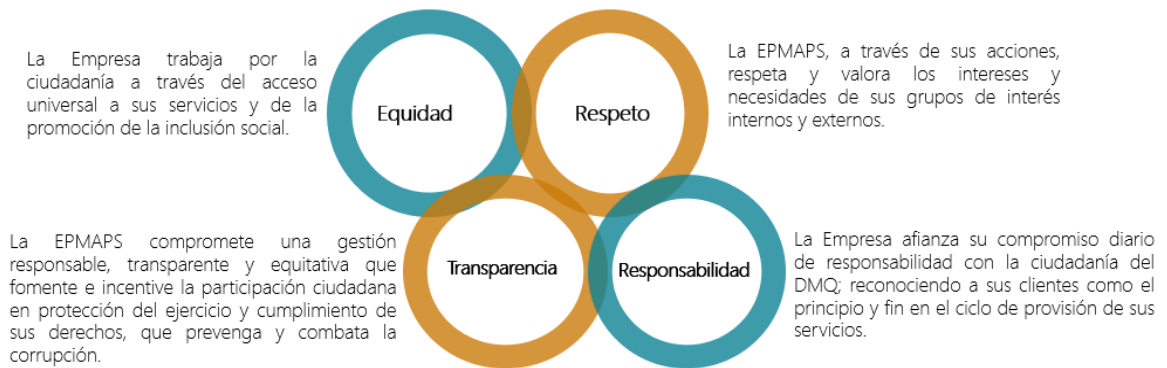 La Empresa trabaja por la
ciudadanía a través del acceso
universal a sus servicios y de la
promoción de la inclusión social.
Equidad
Respeto
La EPMAPS, a través de sus acciones,
respeta y valora los intereses y
necesidades de sus grupos de interés
internos y externos.
La EPMAPS compromete una gestión
responsable, transparente y equitativa que
fomente e incentive la participación ciudadana
en protección del ejercicio y cumplimiento de
sus derechos, que prevenga y combata la
corrupción.
Transparencia
Responsabilidad
La Empresa afianza su compromiso diario
de responsabilidad con la ciudadanía del
DMQ; reconociendo a sus clientes como el
principio y fin en el ciclo de provisión de sus
servicios.